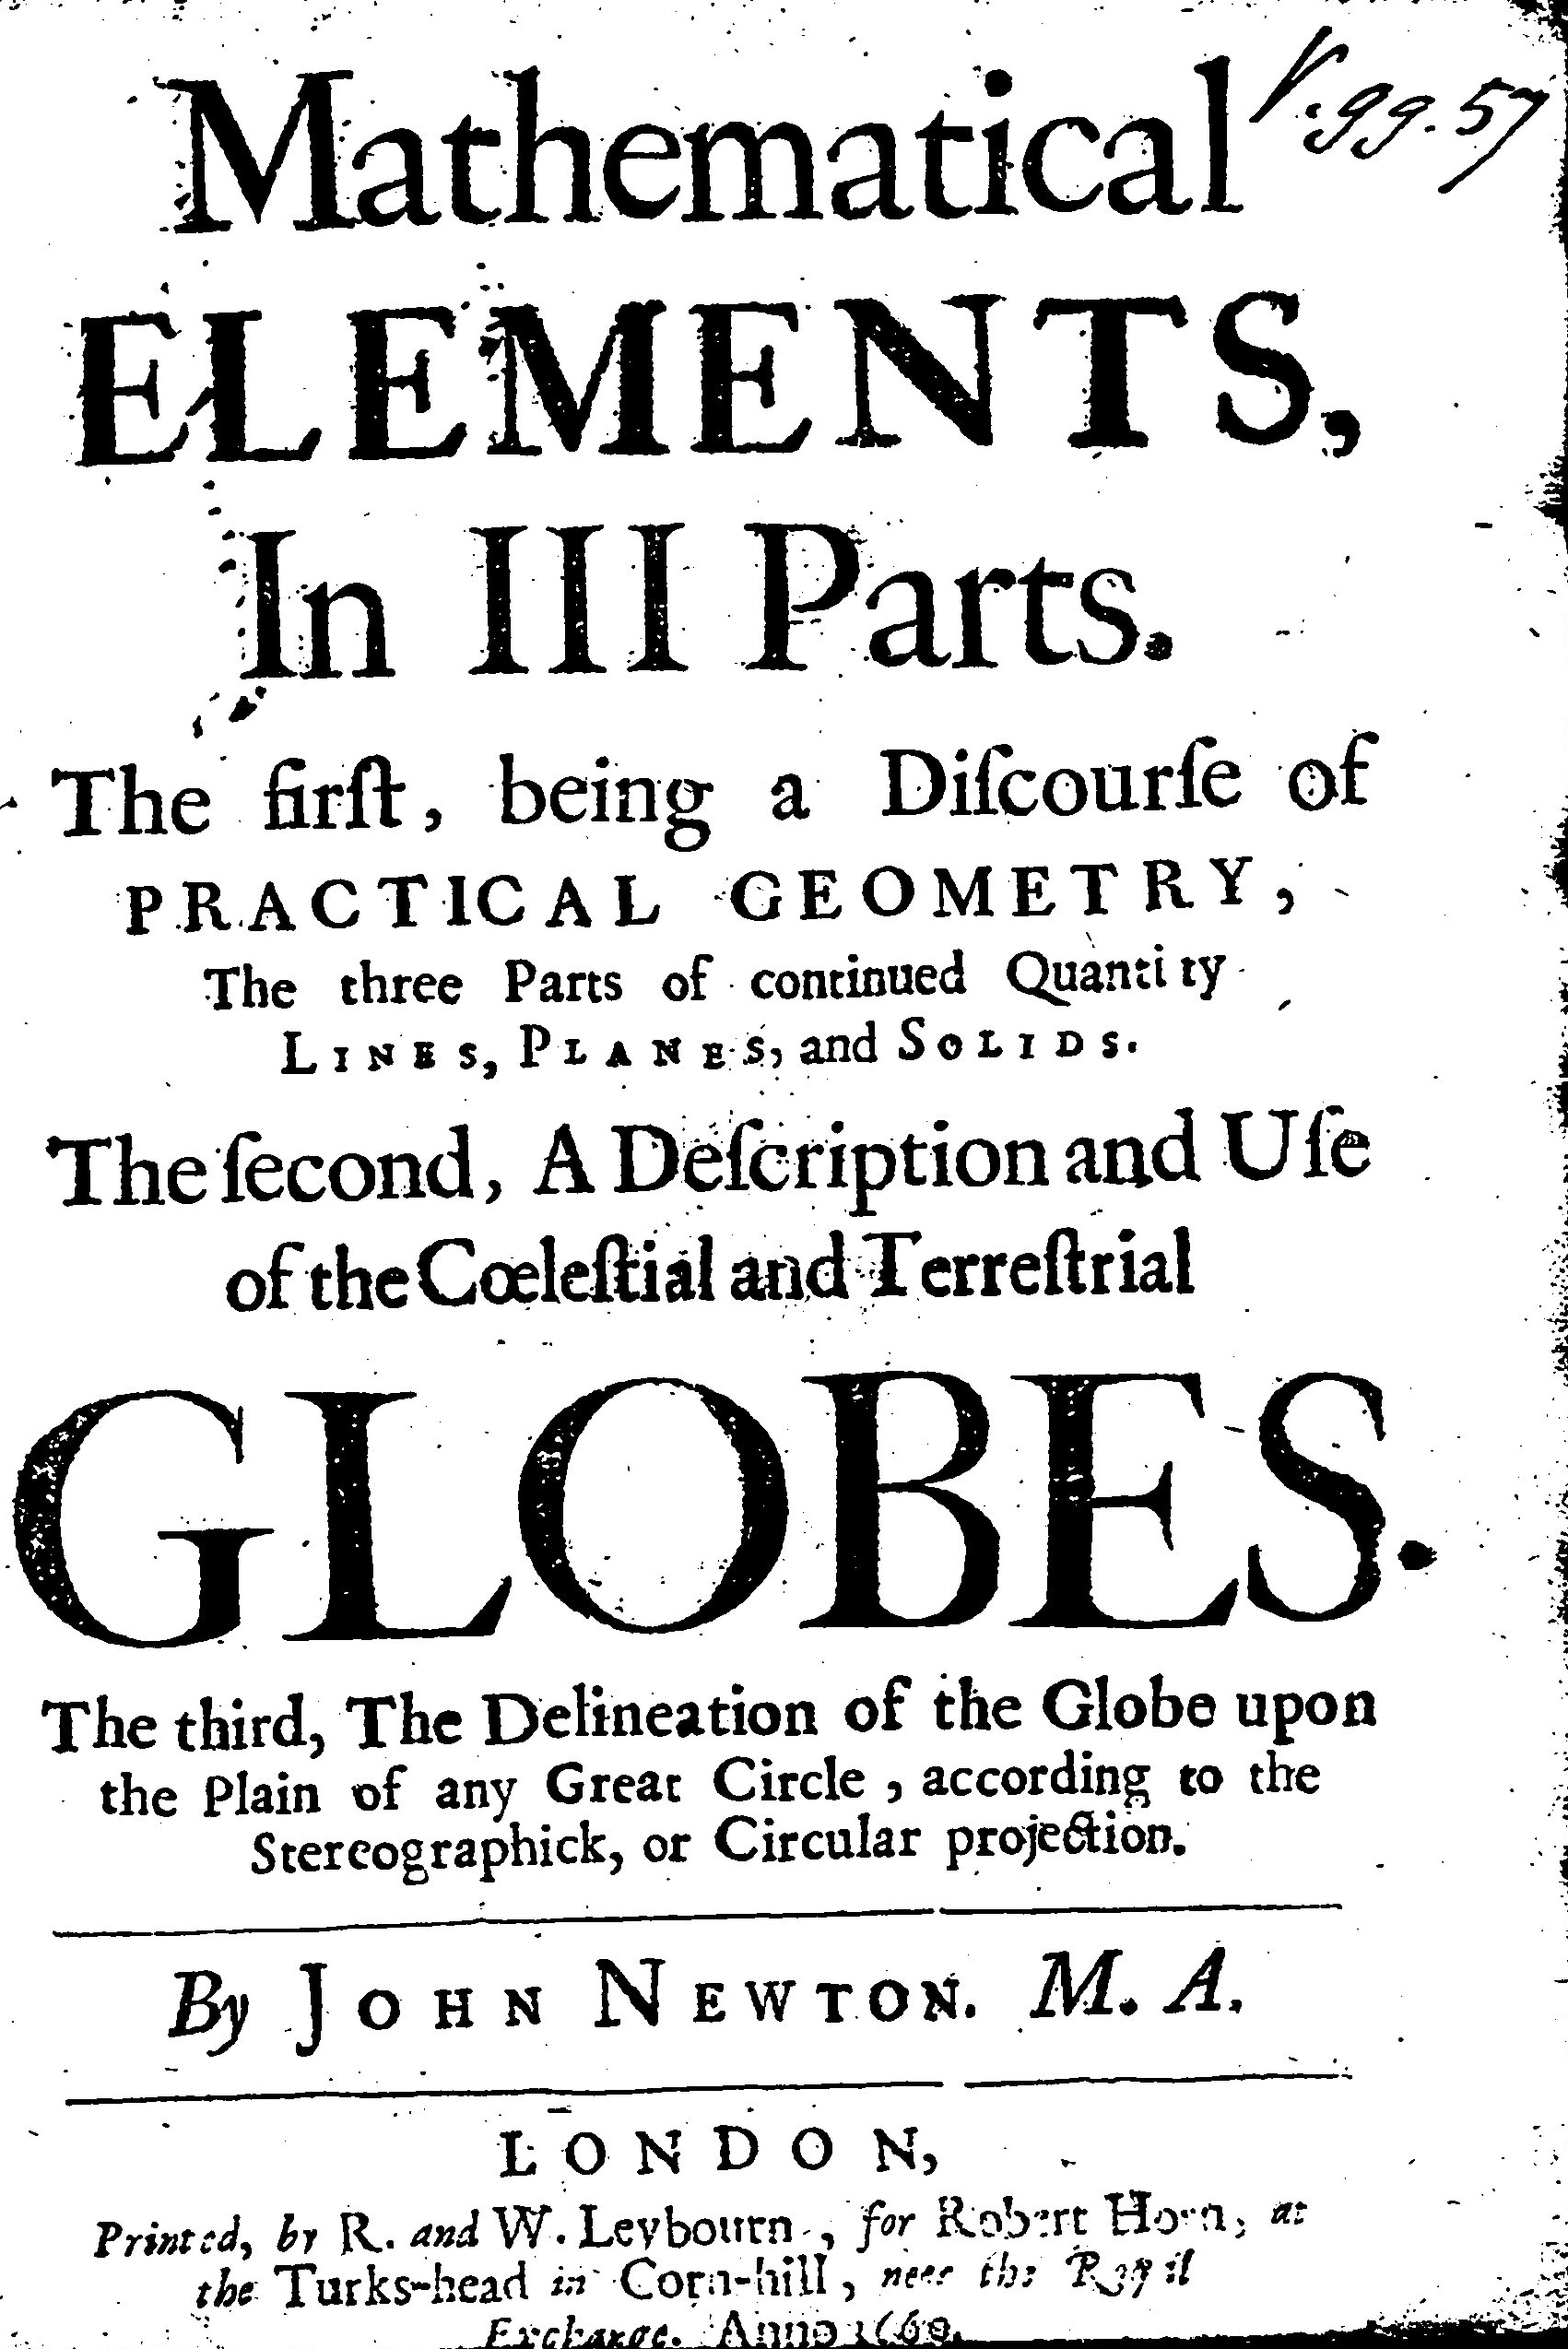 Mathematical V.gg.57
ELEMENTS,
In III Parts.
The firſt, being a Diſcourſe of
PRACTICAL GEOMETRY,
The three Parts of continued Quantity
LINES, PLANES, and SOLIDS.
The ſecond, A Deſcription and Uſe
of the Cœleſtial and Terreſtrial
GLOBES.
The third, The Delineation of the Globe upon
the Plain of any Great Circle, according to the
Stereographick, or Circular projection.
By JOHN NEWTON. M. A.
LONDON,
Printed, by R. and W. Leybourn, for Robert Horn, at
the Turks-head in Corn-hill, neer the Royal
Exchange. Anno 1660.